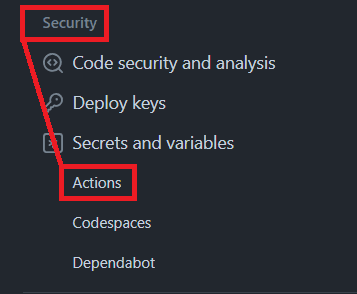 Security
Code security and analysis
Deploy keys
Secrets and variables
Actions
Codespaces
Dependabot